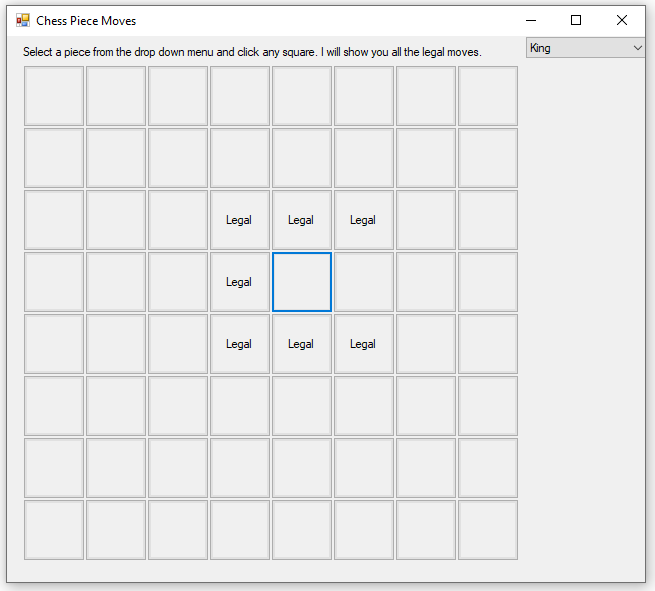 Chess Piece Moves
Select a piece from the drop down menu and click any square. I will show you all the legal moves.
King
Legal Legal Legal
Legal
Legal Legal Legal